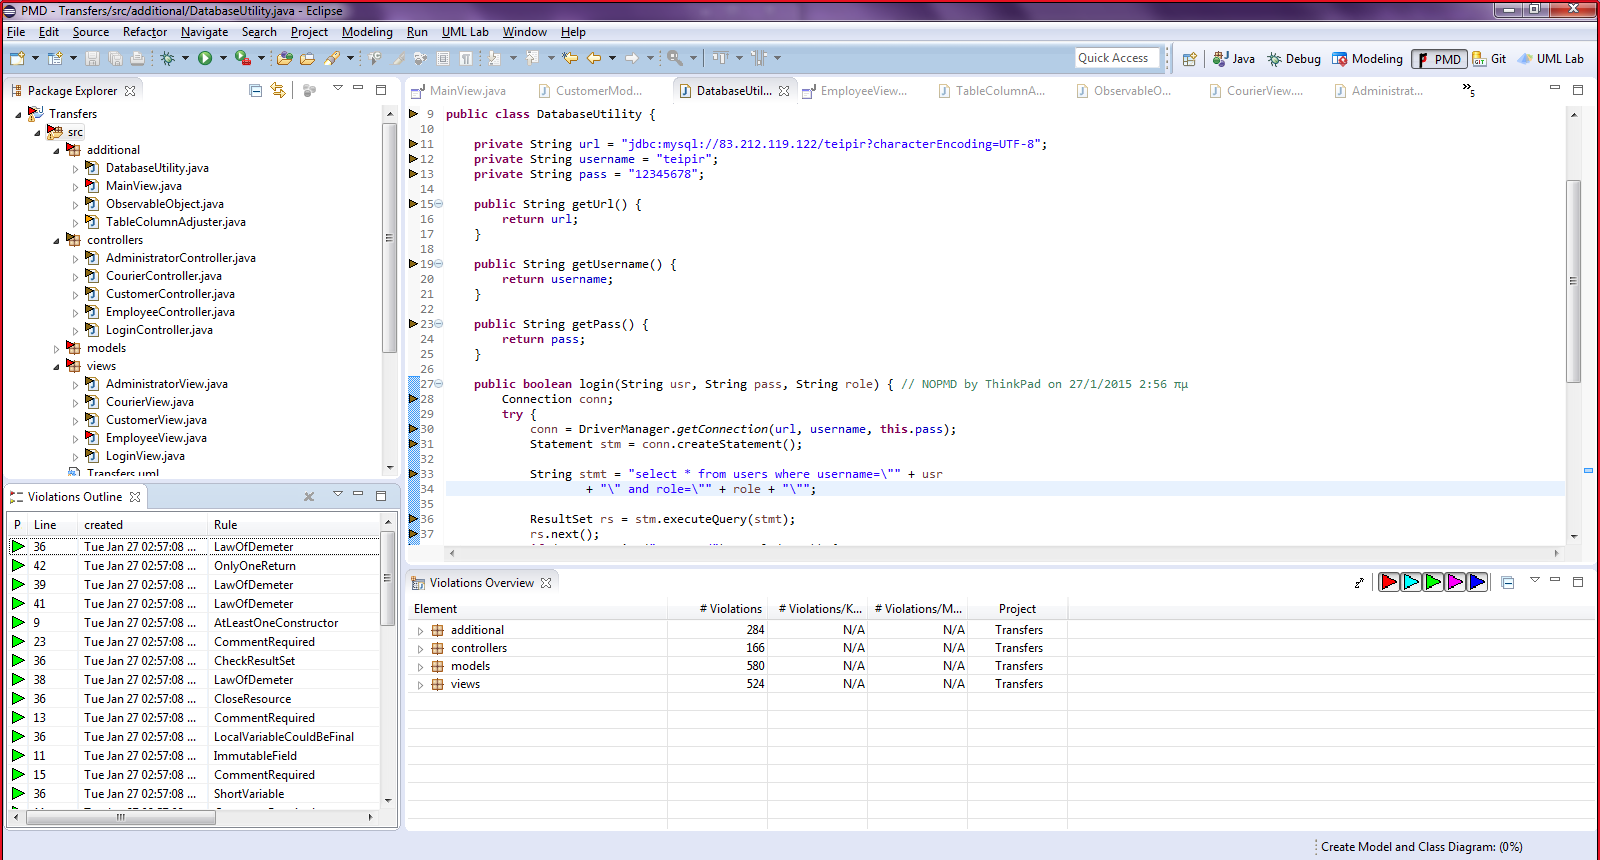 PMD - Transfers/src/additional/DatabaseUtility.java - Eclipse
File Edit Source Refactor Navigate Search Project Modeling Run UML Lab Window Help
Quick Access
Java Debug Modeling PMD Git UML Lab
Package Explorer
Transfers
src
additional
DatabaseUtility.java
MainView.java
ObservableObject.java
TableColumnAdjuster.java
controllers
AdministratorController.java
CourierController.java
CustomerController.java
EmployeeController.java
LoginController.java
models
views
AdministratorView.java
CourierView.java
CustomerView.java
EmployeeView.java
LoginView.java
Transfers.uml
MainView.java CustomerMod... DatabaseUtil... EmployeeView... TableColumnA... ObservableO... CourierView.... Administrat... »5
9 public class DatabaseUtility {
10
11 private String url = "jdbc:mysql://83.212.119.122/teipir?characterEncoding=UTF-8";
12 private String username = "teipir";
13 private String pass = "12345678";
14
15 public String getUrl() {
16 return url;
17 }
18
19 public String getUsername() {
20 return username;
21 }
22
23 public String getPass() {
24 return pass;
25 }
26
27 public boolean login(String usr, String pass, String role) { // NOPMD by ThinkPad on 27/1/2015 2:56 πμ
28 Connection conn;
29 try {
30 conn = DriverManager.getConnection(url, username, this.pass);
31 Statement stm = conn.createStatement();
32
33 String stmt = "select * from users where username=\"" + usr
34 + "\" and role=\"" + role + "\"";
35
36 ResultSet rs = stm.executeQuery(stmt);
37 rs.next();
Violations Outline
P Line created Rule
36 Tue Jan 27 02:57:08 ... LawOfDemeter
42 Tue Jan 27 02:57:08 ... OnlyOneReturn
39 Tue Jan 27 02:57:08 ... LawOfDemeter
41 Tue Jan 27 02:57:08 ... LawOfDemeter
9 Tue Jan 27 02:57:08 ... AtLeastOneConstructor
23 Tue Jan 27 02:57:08 ... CommentRequired
36 Tue Jan 27 02:57:08 ... CheckResultSet
38 Tue Jan 27 02:57:08 ... LawOfDemeter
36 Tue Jan 27 02:57:08 ... CloseResource
13 Tue Jan 27 02:57:08 ... CommentRequired
36 Tue Jan 27 02:57:08 ... LocalVariableCouldBeFinal
11 Tue Jan 27 02:57:08 ... ImmutableField
15 Tue Jan 27 02:57:08 ... CommentRequired
36 Tue Jan 27 02:57:08 ... ShortVariable
Violations Overview
Element # Violations # Violations/K... # Violations/M... Project
additional 284 N/A N/A Transfers
controllers 166 N/A N/A Transfers
models 580 N/A N/A Transfers
views 524 N/A N/A Transfers
Create Model and Class Diagram: (0%)